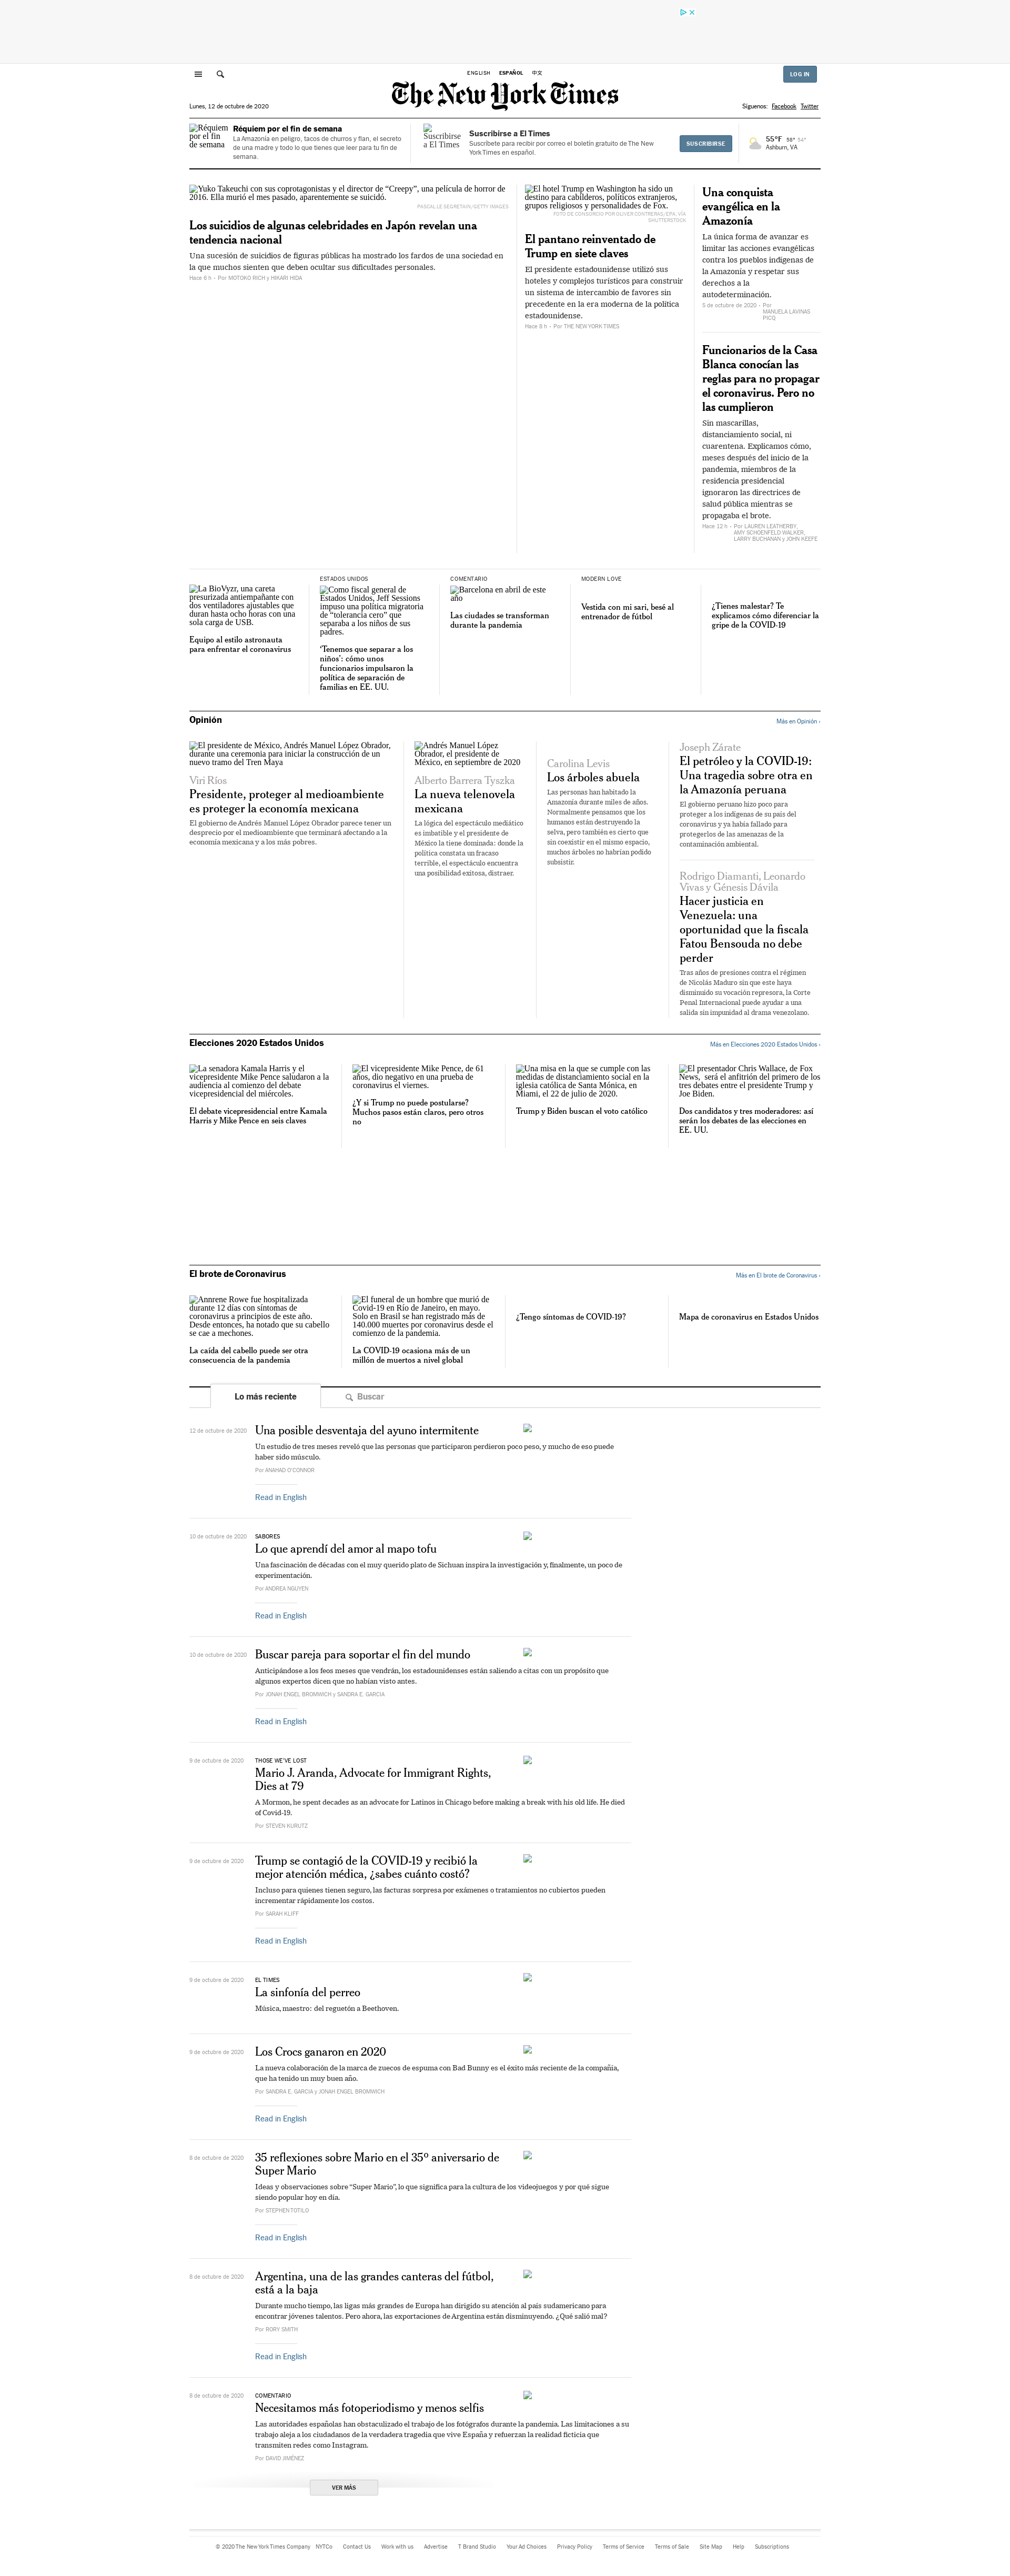 ENGLISH ESPAÑOL 中文
LOG IN
The New York Times
Lunes, 12 de octubre de 2020
Síguenos: Facebook Twitter
Réquiem
por el fin
de semana
Réquiem por el fin de semana
La Amazonía en peligro, tacos de churros y flan, el secreto
de una madre y todo lo que tienes que leer para tu fin de
semana.
Suscribirse
a El Times
Suscribirse a El Times
Suscríbete para recibir por correo el boletín gratuito de The New
York Times en español.
SUSCRIBIRSE
55°F 56° 54°
Ashburn, VA
Yuko Takeuchi con sus coprotagonistas y el director de “Creepy”, una película de horror de
2016. Ella murió el mes pasado, aparentemente se suicidó.
PASCAL LE SEGRETAIN/GETTY IMAGES
Los suicidios de algunas celebridades en Japón revelan una
tendencia nacional
Una sucesión de suicidios de figuras públicas ha mostrado los fardos de una sociedad en
la que muchos sienten que deben ocultar sus dificultades personales.
Hace 6 h - Por MOTOKO RICH y HIKARI HIDA
El hotel Trump en Washington ha sido un
destino para cabilderos, políticos extranjeros,
grupos religiosos y personalidades de Fox.
FOTO DE CONSORCIO POR OLIVER CONTRERAS/EPA, VÍA
SHUTTERSTOCK
El pantano reinventado de
Trump en siete claves
El presidente estadounidense utilizó sus
hoteles y complejos turísticos para construir
un sistema de intercambio de favores sin
precedente en la era moderna de la política
estadounidense.
Hace 8 h - Por THE NEW YORK TIMES
Una conquista
evangélica en la
Amazonía
La única forma de avanzar es
limitar las acciones evangélicas
contra los pueblos indígenas de
la Amazonía y respetar sus
derechos a la
autodeterminación.
5 de octubre de 2020 - Por
MANUELA LAVINAS
PICQ
Funcionarios de la Casa
Blanca conocían las
reglas para no propagar
el coronavirus. Pero no
las cumplieron
Sin mascarillas,
distanciamiento social, ni
cuarentena. Explicamos cómo,
meses después del inicio de la
pandemia, miembros de la
residencia presidencial
ignoraron las directrices de
salud pública mientras se
propagaba el brote.
Hace 12 h - Por LAUREN LEATHERBY,
AMY SCHOENFELD WALKER,
LARRY BUCHANAN y JOHN KEEFE
La BioVyzr, una careta
presurizada antiempañante con
dos ventiladores ajustables que
duran hasta ocho horas con una
sola carga de USB.
Equipo al estilo astronauta
para enfrentar el coronavirus
ESTADOS UNIDOS
Como fiscal general de
Estados Unidos, Jeff Sessions
impuso una política migratoria
de “tolerancia cero” que
separaba a los niños de sus
padres.
‘Tenemos que separar a los
niños’: cómo unos
funcionarios impulsaron la
política de separación de
familias en EE. UU.
COMENTARIO
Barcelona en abril de este
año
Las ciudades se transforman
durante la pandemia
MODERN LOVE
Vestida con mi sari, besé al
entrenador de fútbol
¿Tienes malestar? Te
explicamos cómo diferenciar la
gripe de la COVID-19
Opinión
Más en Opinión ›
El presidente de México, Andrés Manuel López Obrador,
durante una ceremonia para iniciar la construcción de un
nuevo tramo del Tren Maya
Viri Ríos
Presidente, proteger al medioambiente
es proteger la economía mexicana
El gobierno de Andrés Manuel López Obrador parece tener un
desprecio por el medioambiente que terminará afectando a la
economía mexicana y a los más pobres.
Andrés Manuel López
Obrador, el presidente de
México, en septiembre de 2020
Alberto Barrera Tyszka
La nueva telenovela
mexicana
La lógica del espectáculo mediático
es imbatible y el presidente de
México la tiene dominada: donde la
política constata un fracaso
terrible, el espectáculo encuentra
una posibilidad exitosa, distraer.
Carolina Levis
Los árboles abuela
Las personas han habitado la
Amazonía durante miles de años.
Normalmente pensamos que los
humanos están destruyendo la
selva, pero también es cierto que
sin coexistir en el mismo espacio,
muchos árboles no habrían podido
subsistir.
Joseph Zárate
El petróleo y la COVID-19:
Una tragedia sobre otra en
la Amazonía peruana
El gobierno peruano hizo poco para
proteger a los indígenas de su país del
coronavirus y ya había fallado para
protegerlos de las amenazas de la
contaminación ambiental.
Rodrigo Diamanti, Leonardo
Vivas y Génesis Dávila
Hacer justicia en
Venezuela: una
oportunidad que la fiscala
Fatou Bensouda no debe
perder
Tras años de presiones contra el régimen
de Nicolás Maduro sin que este haya
disminuido su vocación represora, la Corte
Penal Internacional puede ayudar a una
salida sin impunidad al drama venezolano.
Elecciones 2020 Estados Unidos
Más en Elecciones 2020 Estados Unidos ›
La senadora Kamala Harris y el
vicepresidente Mike Pence saludaron a la
audiencia al comienzo del debate
vicepresidencial del miércoles.
El debate vicepresidencial entre Kamala
Harris y Mike Pence en seis claves
El vicepresidente Mike Pence, de 61
años, dio negativo en una prueba de
coronavirus el viernes.
¿Y si Trump no puede postularse?
Muchos pasos están claros, pero otros
no
Una misa en la que se cumple con las
medidas de distanciamiento social en la
iglesia católica de Santa Mónica, en
Miami, el 22 de julio de 2020.
Trump y Biden buscan el voto católico
El presentador Chris Wallace, de Fox
News, será el anfitrión del primero de los
tres debates entre el presidente Trump y
Joe Biden.
Dos candidatos y tres moderadores: así
serán los debates de las elecciones en
EE. UU.
El brote de Coronavirus
Más en El brote de Coronavirus ›
Annrene Rowe fue hospitalizada
durante 12 días con síntomas de
coronavirus a principios de este año.
Desde entonces, ha notado que su cabello
se cae a mechones.
La caída del cabello puede ser otra
consecuencia de la pandemia
El funeral de un hombre que murió de
Covid-19 en Río de Janeiro, en mayo.
Solo en Brasil se han registrado más de
140.000 muertes por coronavirus desde el
comienzo de la pandemia.
La COVID-19 ocasiona más de un
millón de muertos a nivel global
¿Tengo síntomas de COVID-19?
Mapa de coronavirus en Estados Unidos
Lo más reciente
Buscar
12 de octubre de 2020
Una posible desventaja del ayuno intermitente
Un estudio de tres meses reveló que las personas que participaron perdieron poco peso, y mucho de eso puede
haber sido músculo.
Por ANAHAD O’CONNOR
Read in English
10 de octubre de 2020
SABORES
Lo que aprendí del amor al mapo tofu
Una fascinación de décadas con el muy querido plato de Sichuan inspira la investigación y, finalmente, un poco de
experimentación.
Por ANDREA NGUYEN
Read in English
10 de octubre de 2020
Buscar pareja para soportar el fin del mundo
Anticipándose a los feos meses que vendrán, los estadounidenses están saliendo a citas con un propósito que
algunos expertos dicen que no habían visto antes.
Por JONAH ENGEL BROMWICH y SANDRA E. GARCIA
Read in English
9 de octubre de 2020
THOSE WE’VE LOST
Mario J. Aranda, Advocate for Immigrant Rights,
Dies at 79
A Mormon, he spent decades as an advocate for Latinos in Chicago before making a break with his old life. He died
of Covid-19.
Por STEVEN KURUTZ
9 de octubre de 2020
Trump se contagió de la COVID-19 y recibió la
mejor atención médica, ¿sabes cuánto costó?
Incluso para quienes tienen seguro, las facturas sorpresa por exámenes o tratamientos no cubiertos pueden
incrementar rápidamente los costos.
Por SARAH KLIFF
Read in English
9 de octubre de 2020
EL TIMES
La sinfonía del perreo
Música, maestro: del reguetón a Beethoven.
9 de octubre de 2020
Los Crocs ganaron en 2020
La nueva colaboración de la marca de zuecos de espuma con Bad Bunny es el éxito más reciente de la compañía,
que ha tenido un muy buen año.
Por SANDRA E. GARCIA y JONAH ENGEL BROMWICH
Read in English
8 de octubre de 2020
35 reflexiones sobre Mario en el 35º aniversario de
Super Mario
Ideas y observaciones sobre “Super Mario”, lo que significa para la cultura de los videojuegos y por qué sigue
siendo popular hoy en día.
Por STEPHEN TOTILO
Read in English
8 de octubre de 2020
Argentina, una de las grandes canteras del fútbol,
está a la baja
Durante mucho tiempo, las ligas más grandes de Europa han dirigido su atención al país sudamericano para
encontrar jóvenes talentos. Pero ahora, las exportaciones de Argentina están disminuyendo. ¿Qué salió mal?
Por RORY SMITH
Read in English
8 de octubre de 2020
COMENTARIO
Necesitamos más fotoperiodismo y menos selfis
Las autoridades españolas han obstaculizado el trabajo de los fotógrafos durante la pandemia. Las limitaciones a su
trabajo aleja a los ciudadanos de la verdadera tragedia que vive España y refuerzan la realidad ficticia que
transmiten redes como Instagram.
Por DAVID JIMÉNEZ
VER MÁS
© 2020 The New York Times Company NYTCo Contact Us Work with us Advertise T Brand Studio Your Ad Choices Privacy Policy Terms of Service Terms of Sale Site Map Help Subscriptions